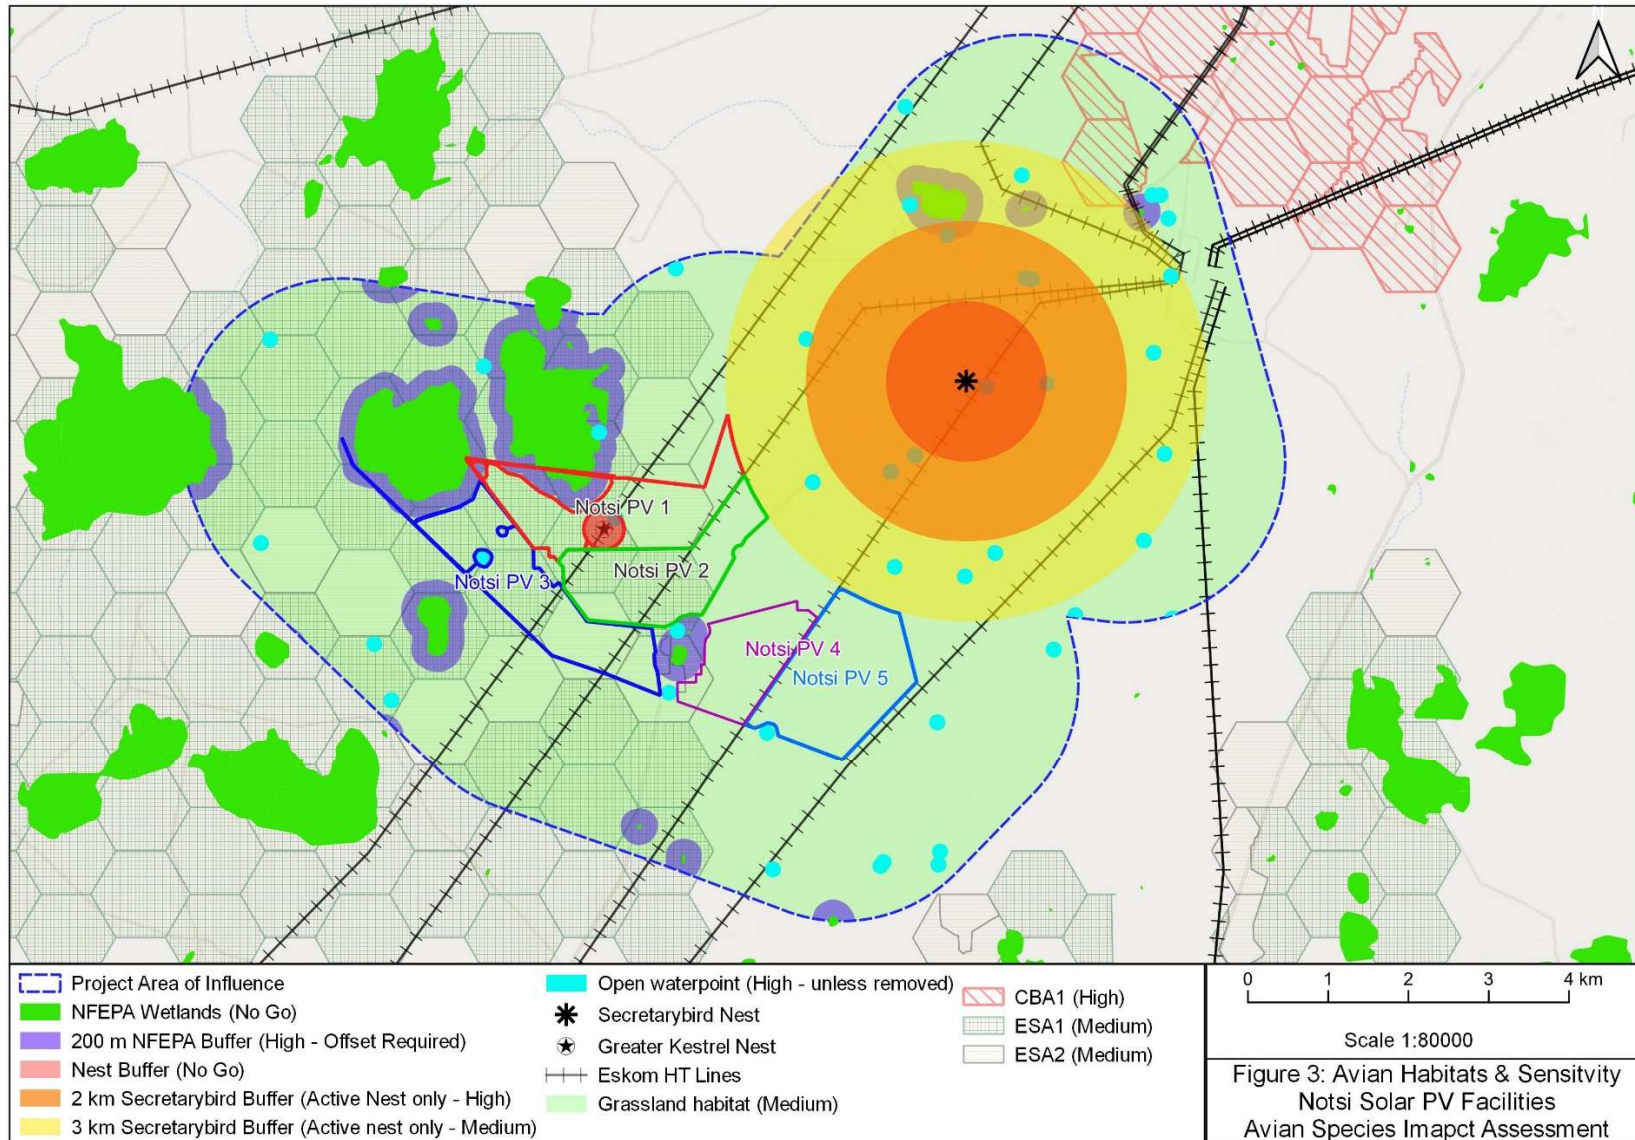 N
Notsi PV 1
Notsi PV 2
Notsi PV 3
Notsi PV 4
Notsi PV 5
Project Area of Influence
NFEPA Wetlands (No Go)
200 m NFEPA Buffer (High - Offset Required)
Nest Buffer (No Go)
2 km Secretarybird Buffer (Active Nest only - High)
3 km Secretarybird Buffer (Active nest only - Medium)
Open waterpoint (High - unless removed)
Secretarybird Nest
Greater Kestrel Nest
Eskom HT Lines
Grassland habitat (Medium)
CBA1 (High)
ESA1 (Medium)
ESA2 (Medium)
0 1 2 3 4 km
Scale 1:80000
Figure 3: Avian Habitats & Sensitvity
Notsi Solar PV Facilities
Avian Species Imapct Assessment